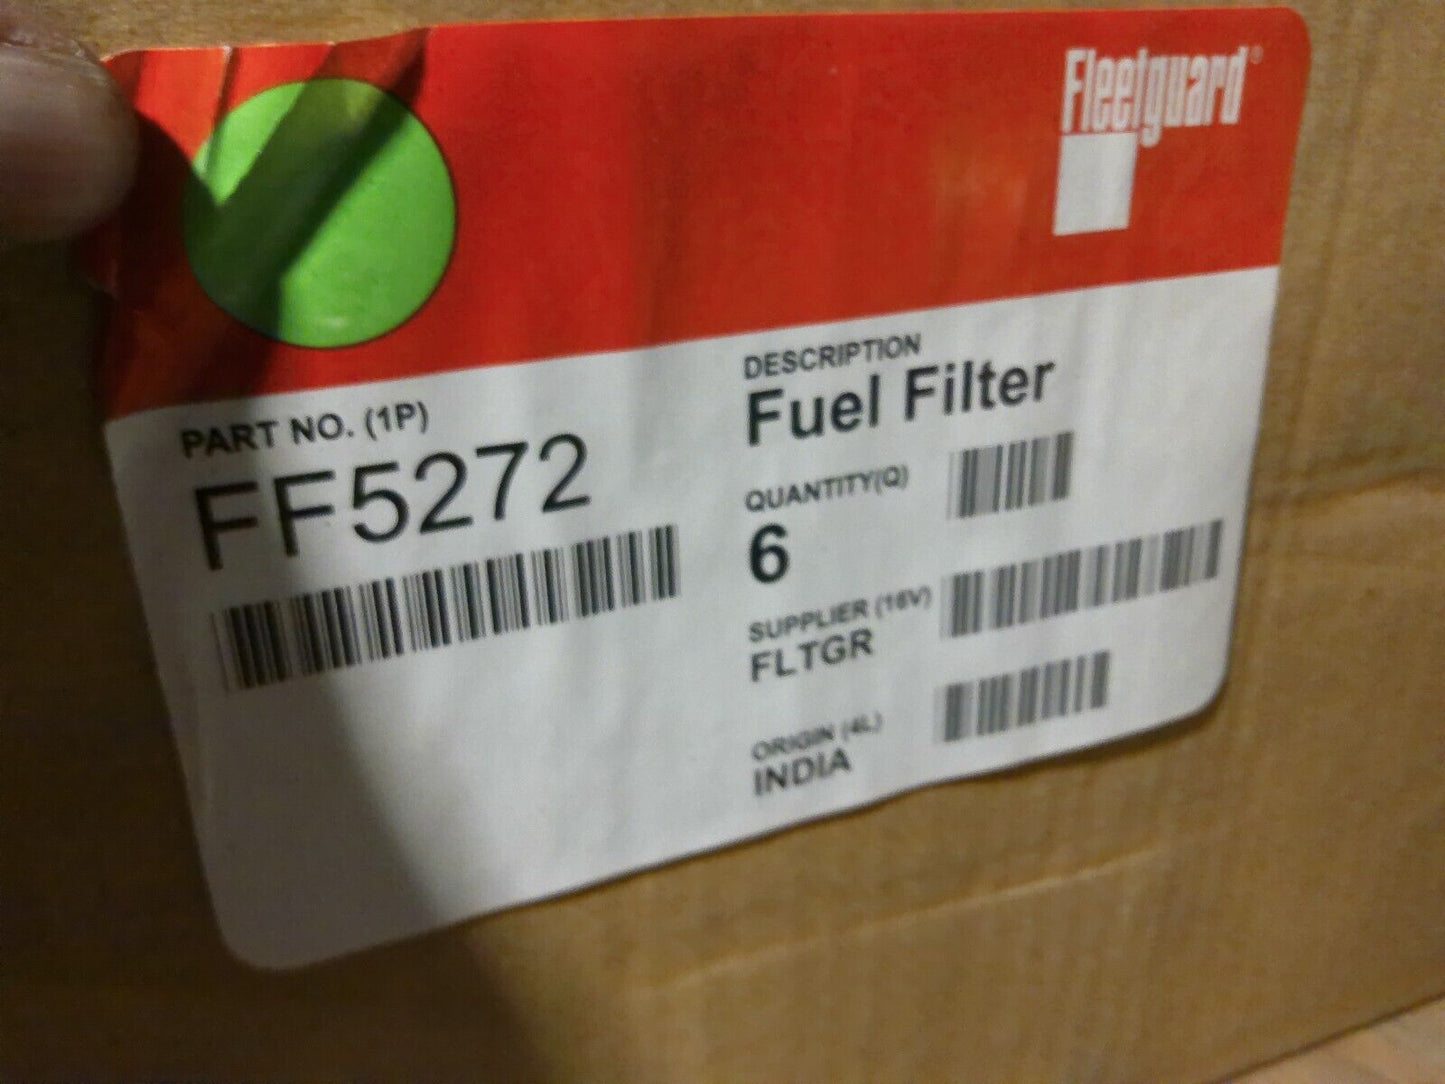 Fleetguard®
PART NO. (1P)
FF5272
DESCRIPTION
Fuel Filter
QUANTITY(Q)
6
SUPPLIER (16V)
FLTGR
ORIGIN (4L)
INDIA